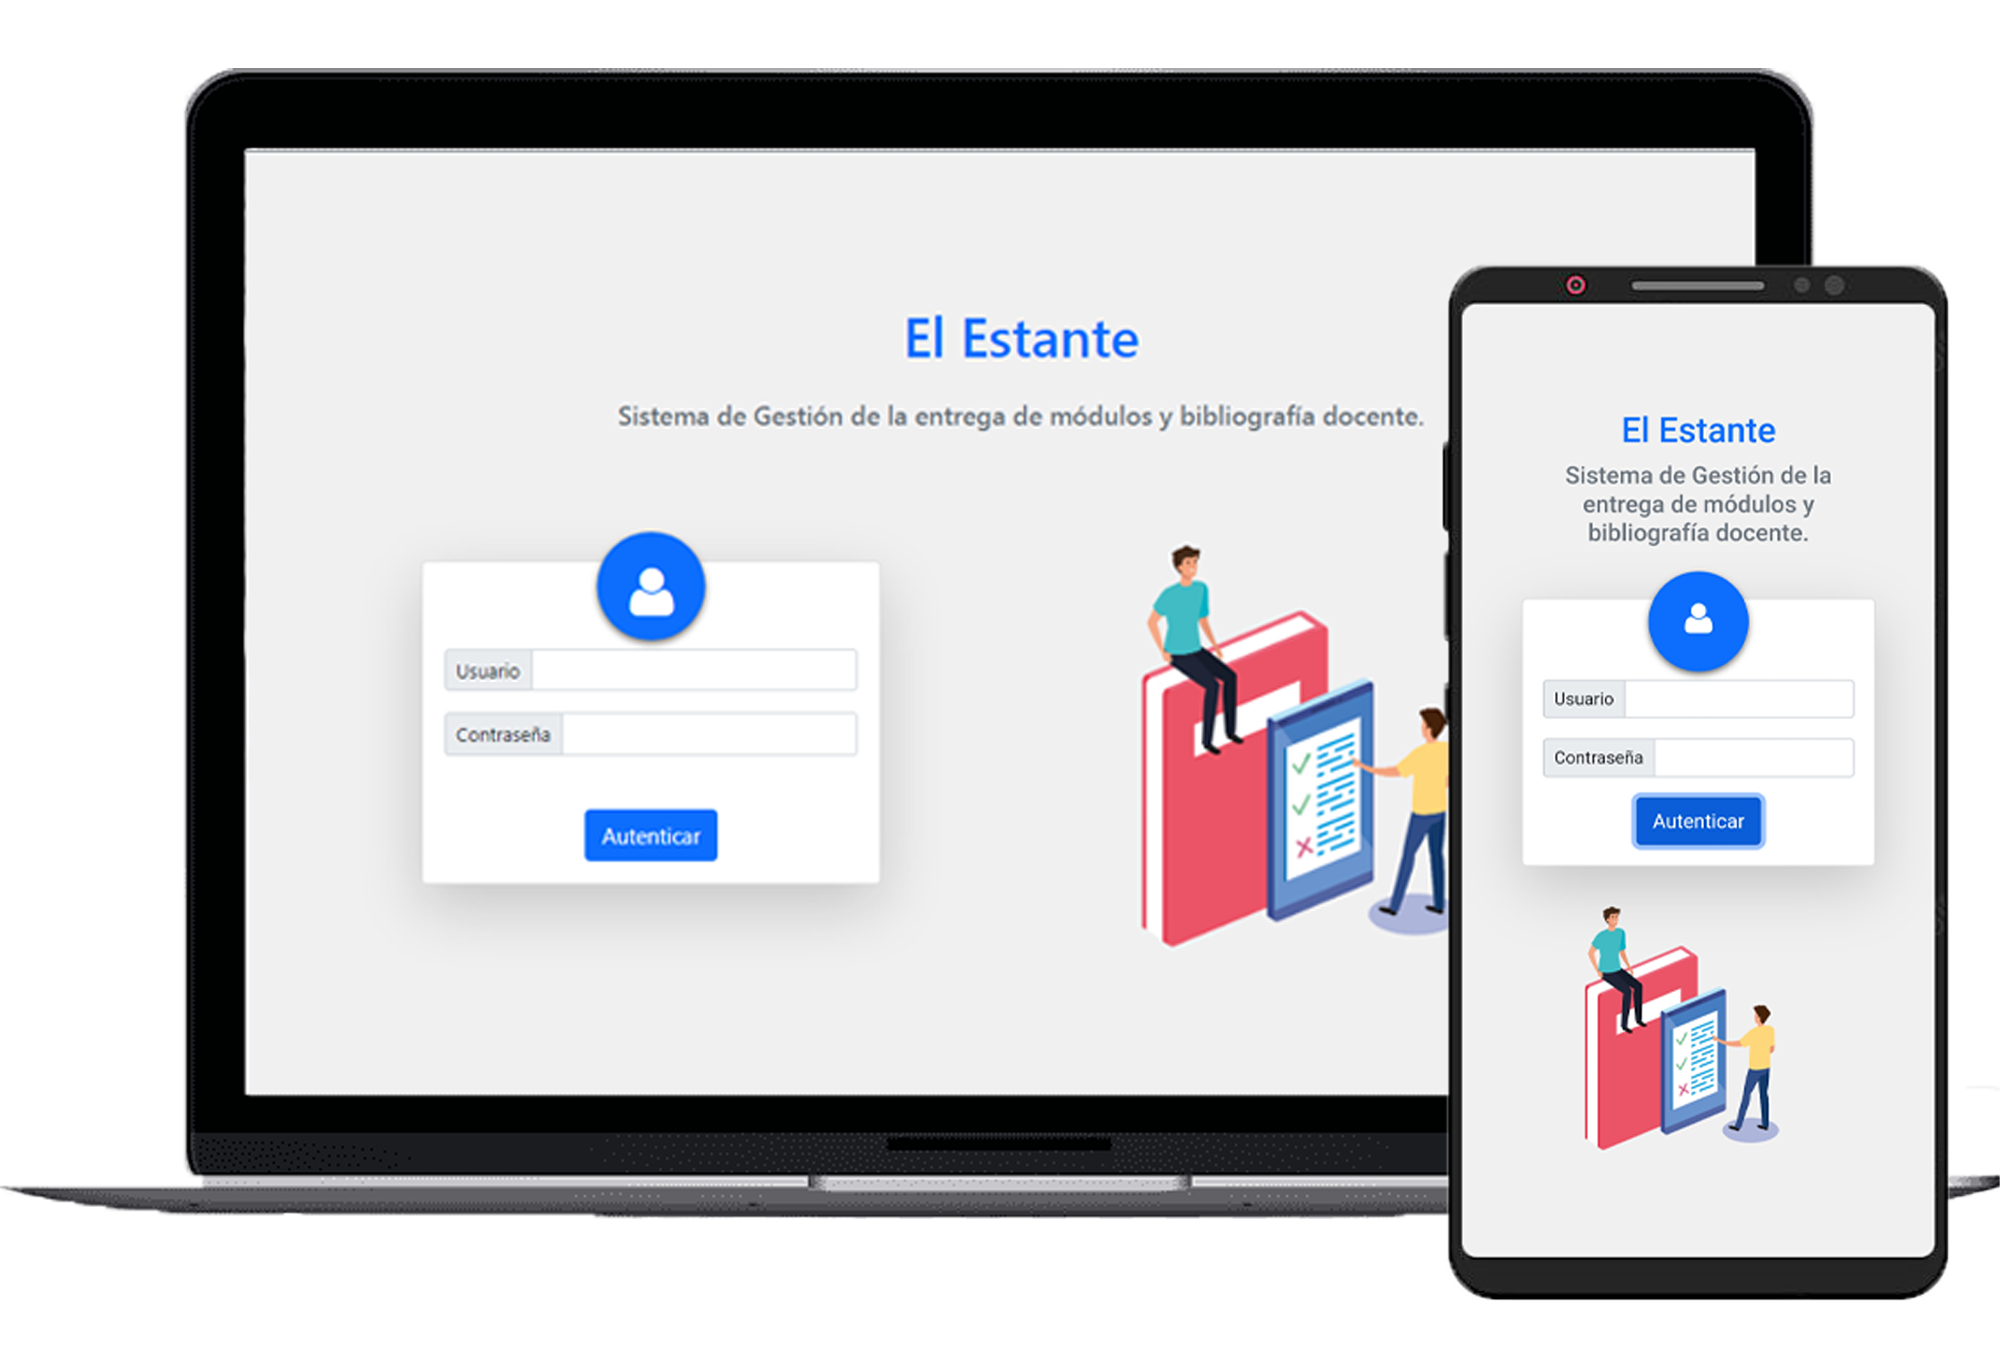 El Estante
Sistema de Gestión de la entrega de módulos y bibliografía docente.
Usuario
Contraseña
Autenticar
El Estante
Sistema de Gestión de la
entrega de módulos y
bibliografía docente.
Usuario
Contraseña
Autenticar